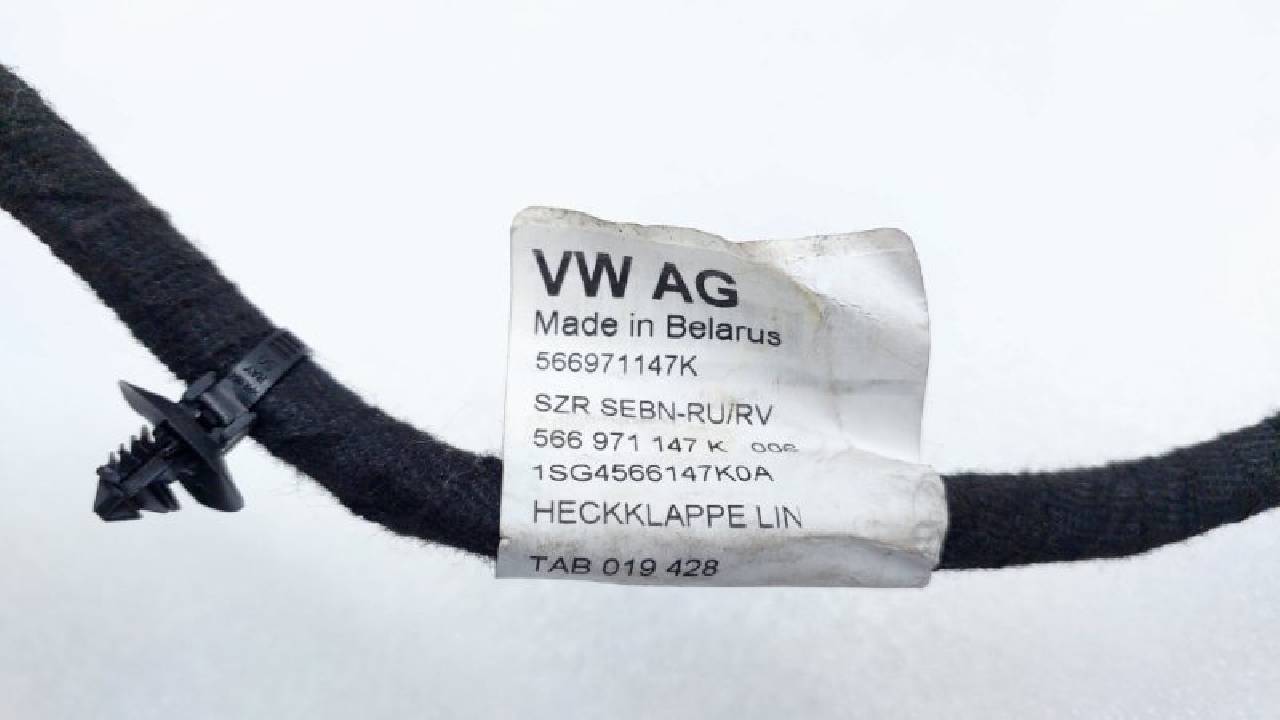 VW AG
Made in Belarus
566971147K
SZR SEBN-RU/RV
566 971 147 K 006
1SG4566147K0A
HECKKLAPPE LIN
TAB 019 428